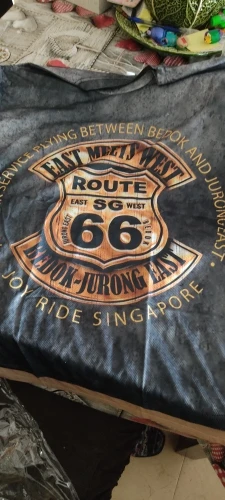 SERVICE PLYING BETWEEN BEDOK AND JURONG EAST •
EAST MEETS WEST
ROUTE
EAST SG WEST
66
BEDOK-JURONG EAST
JOY RIDE SINGAPORE •